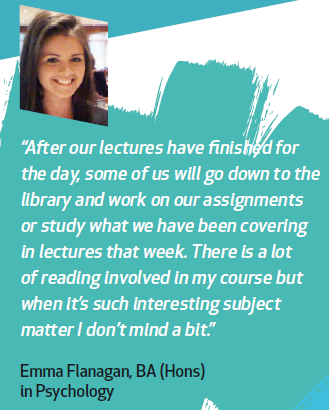 “After our lectures have finished for
the day, some of us will go down to the
library and work on our assignments
or study what we have been covering
in lectures that week. There is a lot
of reading involved in my course but
when it’s such interesting subject
matter I don’t mind a bit.”
Emma Flanagan, BA (Hons)
in Psychology